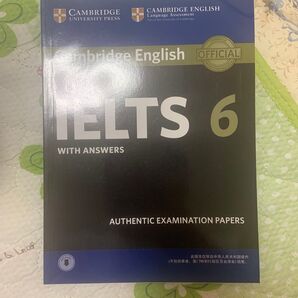 CAMBRIDGE
UNIVERSITY PRESS
CAMBRIDGE ENGLISH
Language Assessment
Cambridge English
OFFICIAL
IELTS 6
WITH ANSWERS
AUTHENTIC EXAMINATION PAPERS